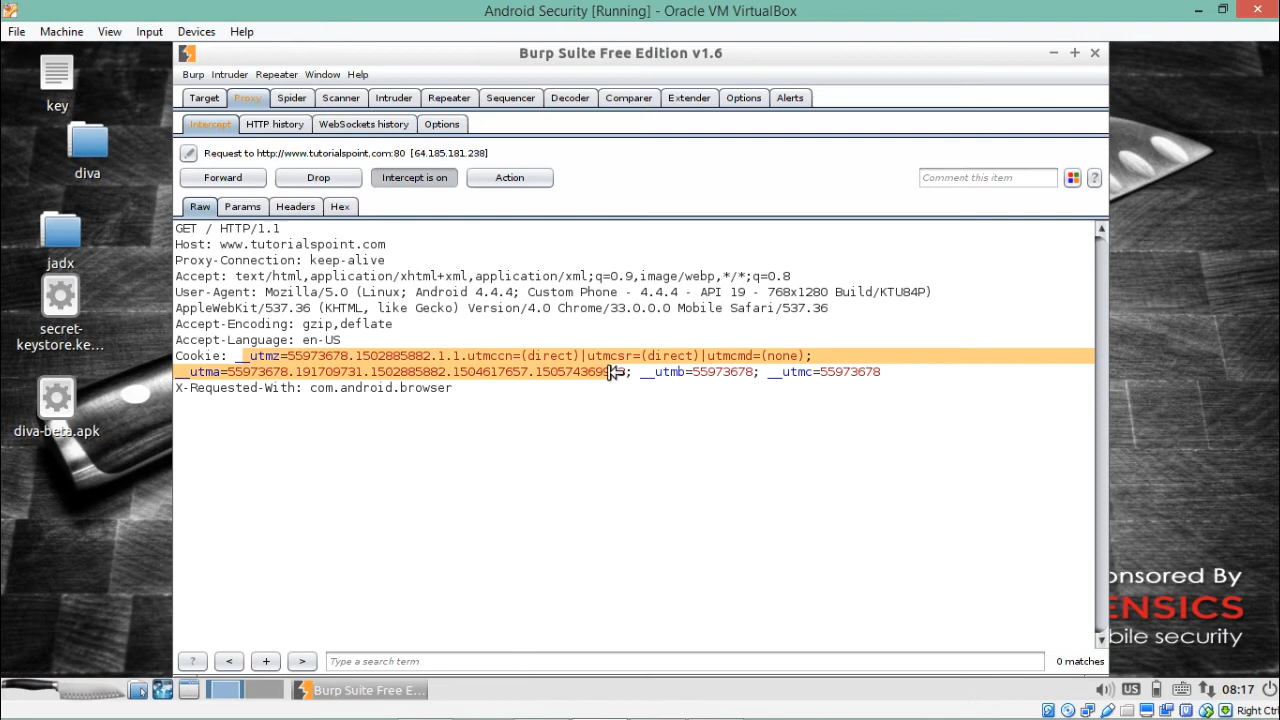 Android Security [Running] - Oracle VM VirtualBox
File Machine View Input Devices Help
key
diva
jadx
secret-
keystore.ke...
diva-beta.apk
Burp Suite Free Edition v1.6
Burp Intruder Repeater Window Help
Target Proxy Spider Scanner Intruder Repeater Sequencer Decoder Comparer Extender Options Alerts
Intercept HTTP history WebSockets history Options
Request to http://www.tutorialspoint.com:80 [64.185.181.238]
Forward Drop Intercept is on Action Comment this item ?
Raw Params Headers Hex
GET / HTTP/1.1
Host: www.tutorialspoint.com
Proxy-Connection: keep-alive
Accept: text/html,application/xhtml+xml,application/xml;q=0.9,image/webp,*/*;q=0.8
User-Agent: Mozilla/5.0 (Linux; Android 4.4.4; Custom Phone - 4.4.4 - API 19 - 768x1280 Build/KTU84P)
AppleWebKit/537.36 (KHTML, like Gecko) Version/4.0 Chrome/33.0.0.0 Mobile Safari/537.36
Accept-Encoding: gzip,deflate
Accept-Language: en-US
Cookie: __utmz=55973678.1502885882.1.1.utmccn=(direct)|utmcsr=(direct)|utmcmd=(none);
__utmb=55973678; __utmc=55973678
X-Requested-With: com.android.browser
? < + > Type a search term 0 matches
onsored By
ENSICS
bile security
Burp Suite Free E... US 08:17
Right Ctrl